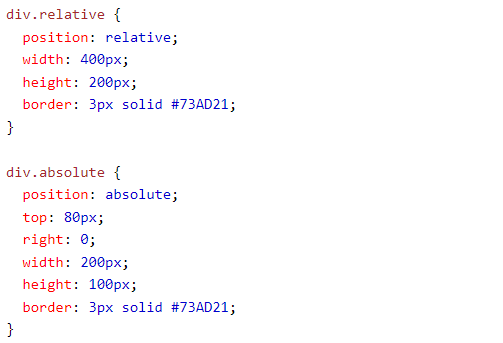 div.relative {
  position: relative;
  width: 400px;
  height: 200px;
  border: 3px solid #73AD21;
}

div.absolute {
  position: absolute;
  top: 80px;
  right: 0;
  width: 200px;
  height: 100px;
  border: 3px solid #73AD21;
}